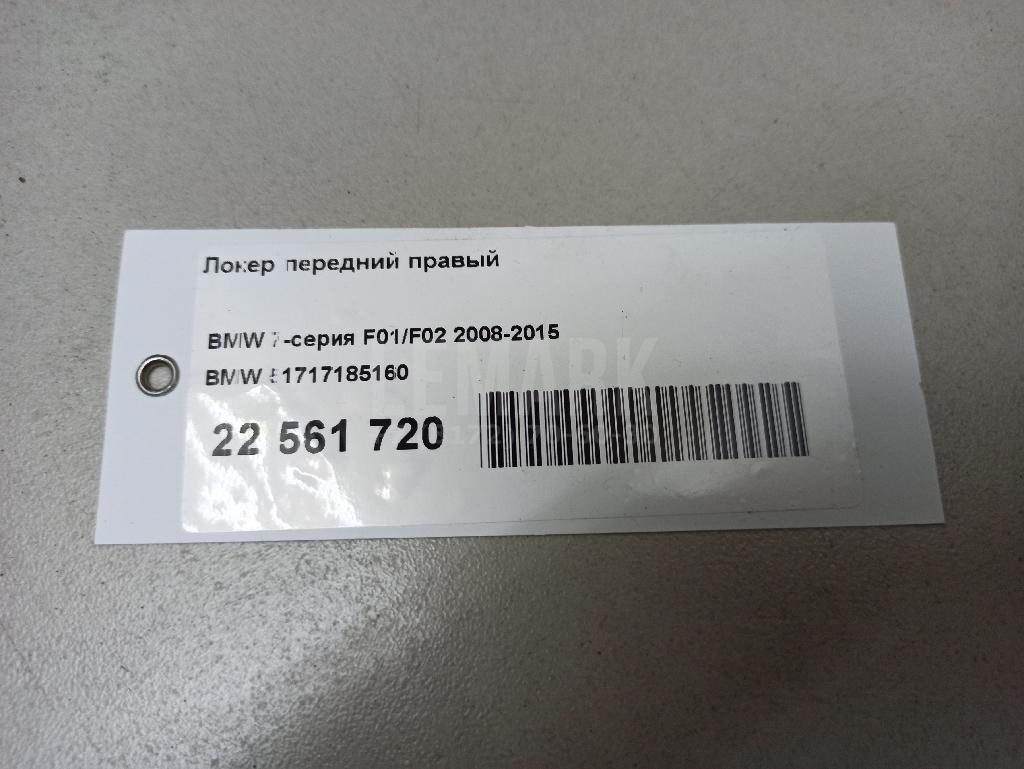 Локер передний правый
BMW 7-серия F01/F02 2008-2015
BMW 51717185160
22 561 720